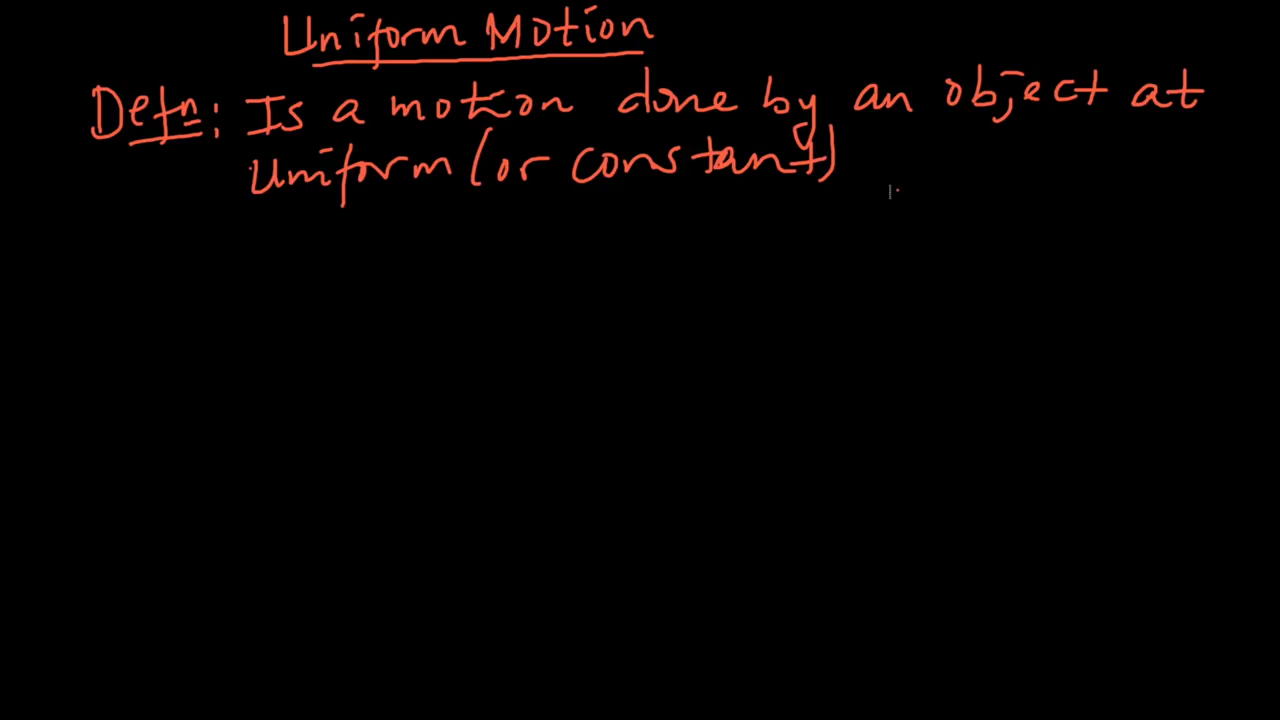 Uniform Motion
Defn: Is a motion done by an object at
Uniform (or constant)